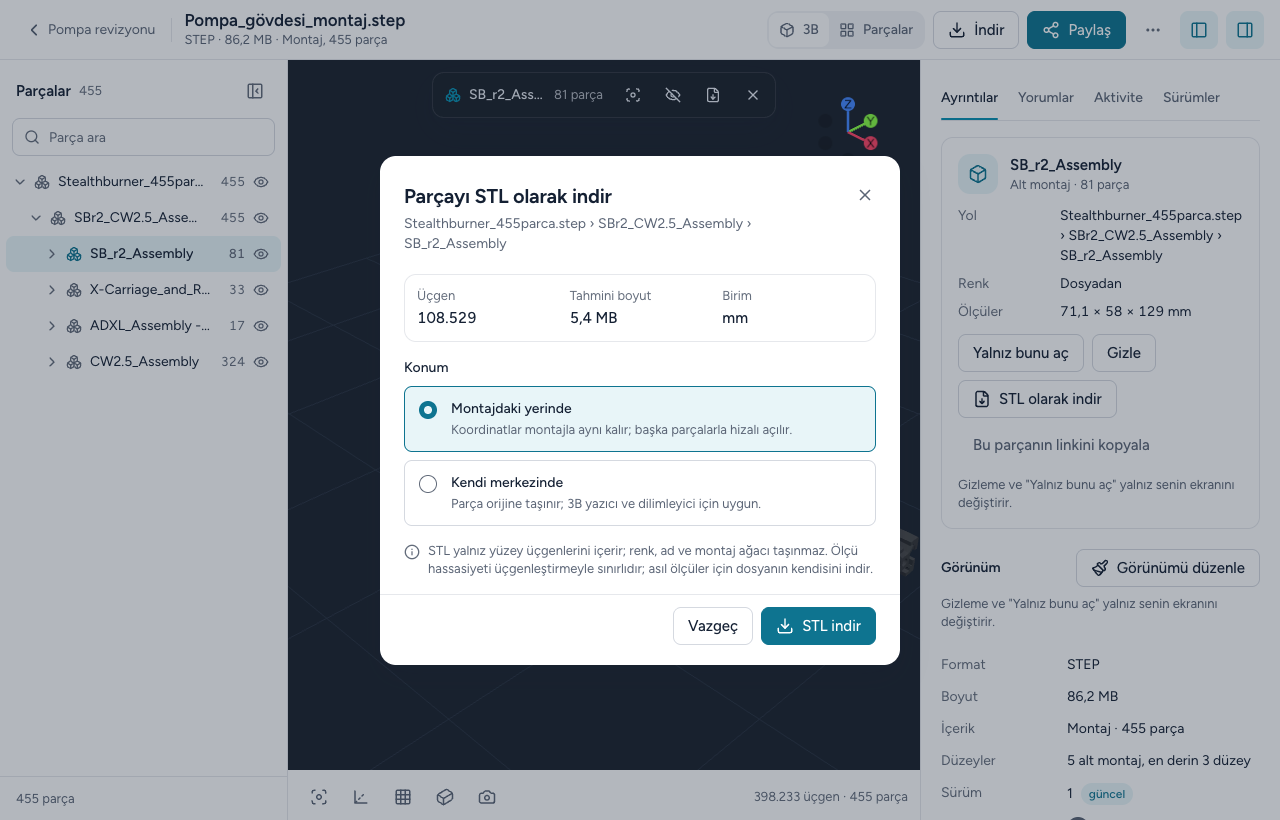 Pompa revizyonu
Pompa_gövdesi_montaj.step
STEP · 86,2 MB · Montaj, 455 parça
3B
Parçalar
İndir
Paylaş
Parçalar 455
Parça ara
Stealthburner_455par... 455
SBr2_CW2.5_Asse... 455
SB_r2_Assembly 81
X-Carriage_and_R... 33
ADXL_Assembly -... 17
CW2.5_Assembly 324
455 parça
SB_r2_Ass... 81 parça
Z
Y
X
Parçayı STL olarak indir
Stealthburner_455parca.step › SBr2_CW2.5_Assembly ›
SB_r2_Assembly
Üçgen Tahmini boyut Birim
108.529 5,4 MB mm
Konum
Montajdaki yerinde
Koordinatlar montajla aynı kalır; başka parçalarla hizalı açılır.
Kendi merkezinde
Parça orijine taşınır; 3B yazıcı ve dilimleyici için uygun.
STL yalnız yüzey üçgenlerini içerir; renk, ad ve montaj ağacı taşınmaz. Ölçü
hassasiyeti üçgenleştirmeyle sınırlıdır; asıl ölçüler için dosyanın kendisini indir.
Vazgeç
STL indir
398.233 üçgen · 455 parça
Ayrıntılar Yorumlar Aktivite Sürümler
SB_r2_Assembly
Alt montaj · 81 parça
Yol Stealthburner_455parca.step
› SBr2_CW2.5_Assembly ›
SB_r2_Assembly
Renk Dosyadan
Ölçüler 71,1 × 58 × 129 mm
Yalnız bunu aç
Gizle
STL olarak indir
Bu parçanın linkini kopyala
Gizleme ve "Yalnız bunu aç" yalnız senin ekranını
değiştirir.
Görünüm
Görünümü düzenle
Gizleme ve "Yalnız bunu aç" yalnız senin ekranını
değiştirir.
Format STEP
Boyut 86,2 MB
İçerik Montaj · 455 parça
Düzeyler 5 alt montaj, en derin 3 düzey
Sürüm 1 güncel